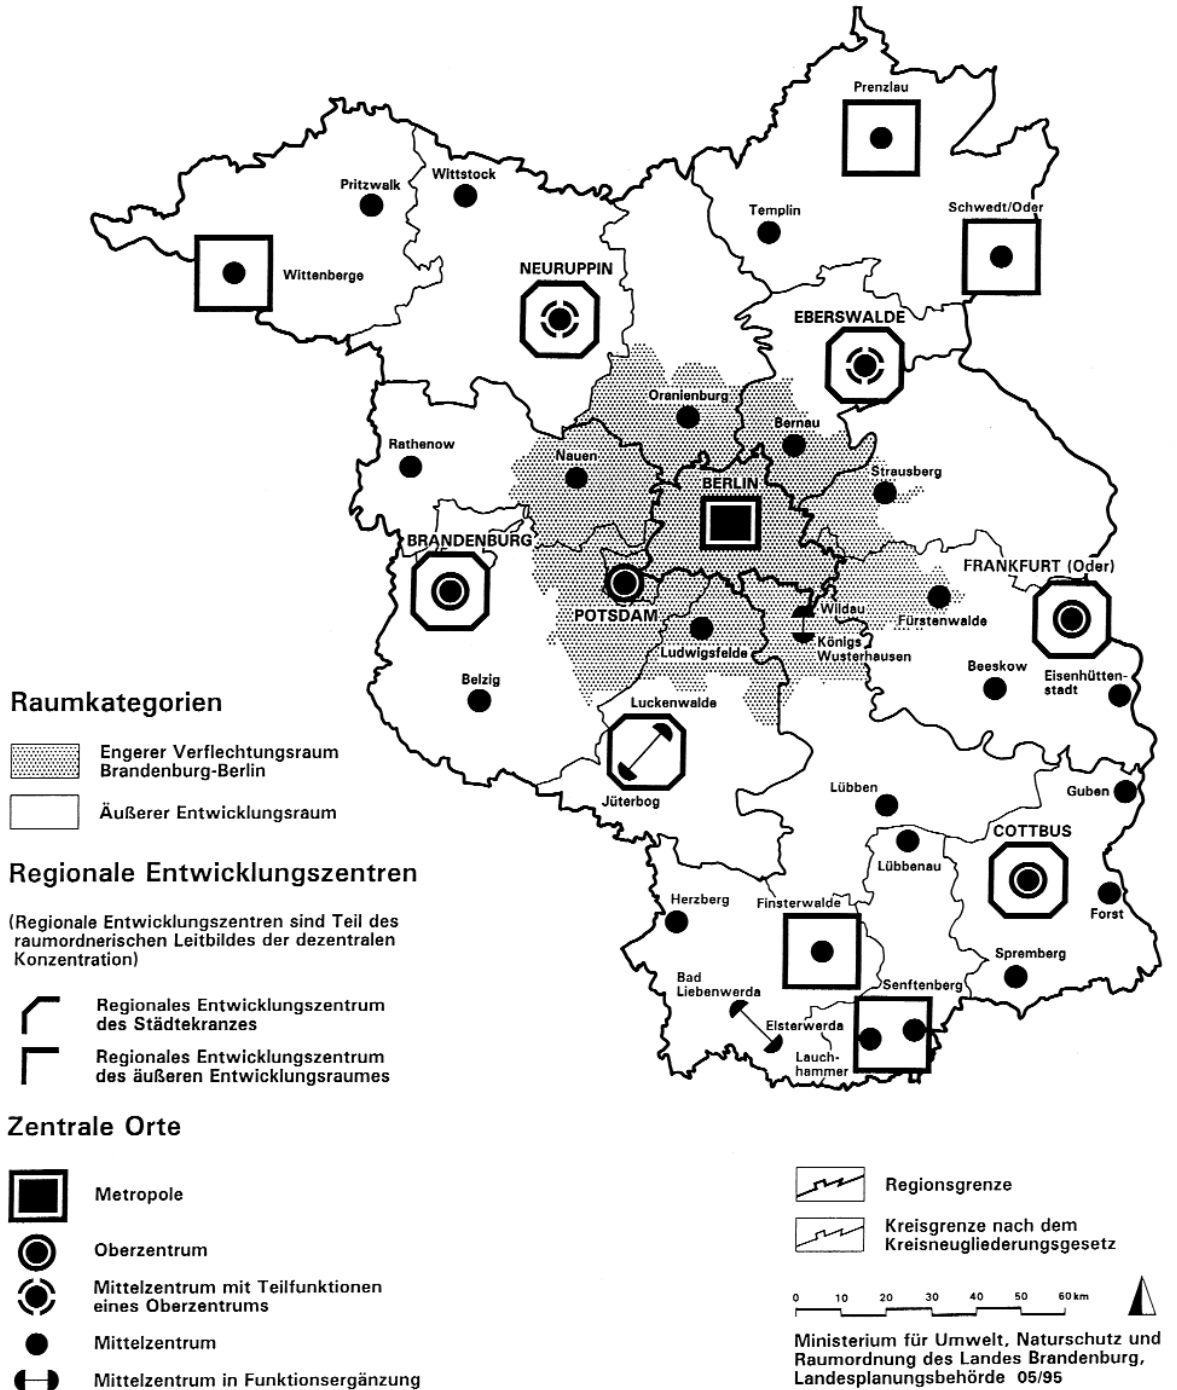 Prenzlau
Pritzwalk
Wittstock
Templin
Schwedt/Oder
Wittenberge
NEURUPPIN
EBERSWALDE
Oranienburg
Bernau
Rathenow
Nauen
Strausberg
BERLIN
BRANDENBURG
FRANKFURT (Oder)
POTSDAM
Wildau
Fürstenwalde
Ludwigsfelde
Königs
Wusterhausen
Belzig
Beeskow
Eisenhütten-
stadt
Luckenwalde
Jüterbog
Lübben
Guben
COTTBUS
Lübbenau
Herzberg
Finsterwalde
Forst
Spremberg
Bad
Liebenwerda
Senftenberg
Elsterwerda
Lauch-
hammer
Raumkategorien
Engerer Verflechtungsraum
Brandenburg-Berlin
Äußerer Entwicklungsraum
Regionale Entwicklungszentren
(Regionale Entwicklungszentren sind Teil des
raumordnerischen Leitbildes der dezentralen
Konzentration)
Regionales Entwicklungszentrum
des Städtekranzes
Regionales Entwicklungszentrum
des äußeren Entwicklungsraumes
Zentrale Orte
Metropole
Oberzentrum
Mittelzentrum mit Teilfunktionen
eines Oberzentrums
Mittelzentrum
Mittelzentrum in Funktionsergänzung
Regionsgrenze
Kreisgrenze nach dem
Kreisneugliederungsgesetz
0 10 20 30 40 50 60 km
Ministerium für Umwelt, Naturschutz und
Raumordnung des Landes Brandenburg,
Landesplanungsbehörde 05/95